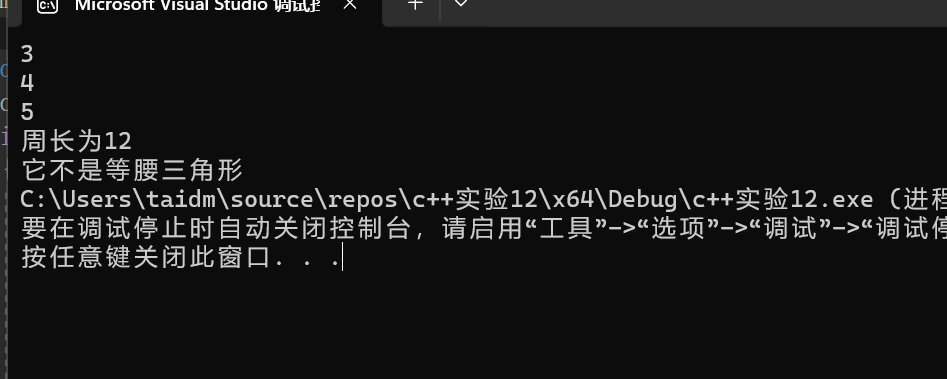 Microsoft Visual Studio 调试控
3
4
5
周长为12
它不是等腰三角形
C:\Users\taidm\source\repos\c++实验12\x64\Debug\c++实验12.exe (进程
要在调试停止时自动关闭控制台，请启用“工具”->“选项”->“调试”->“调试停
按任意键关闭此窗口. . .